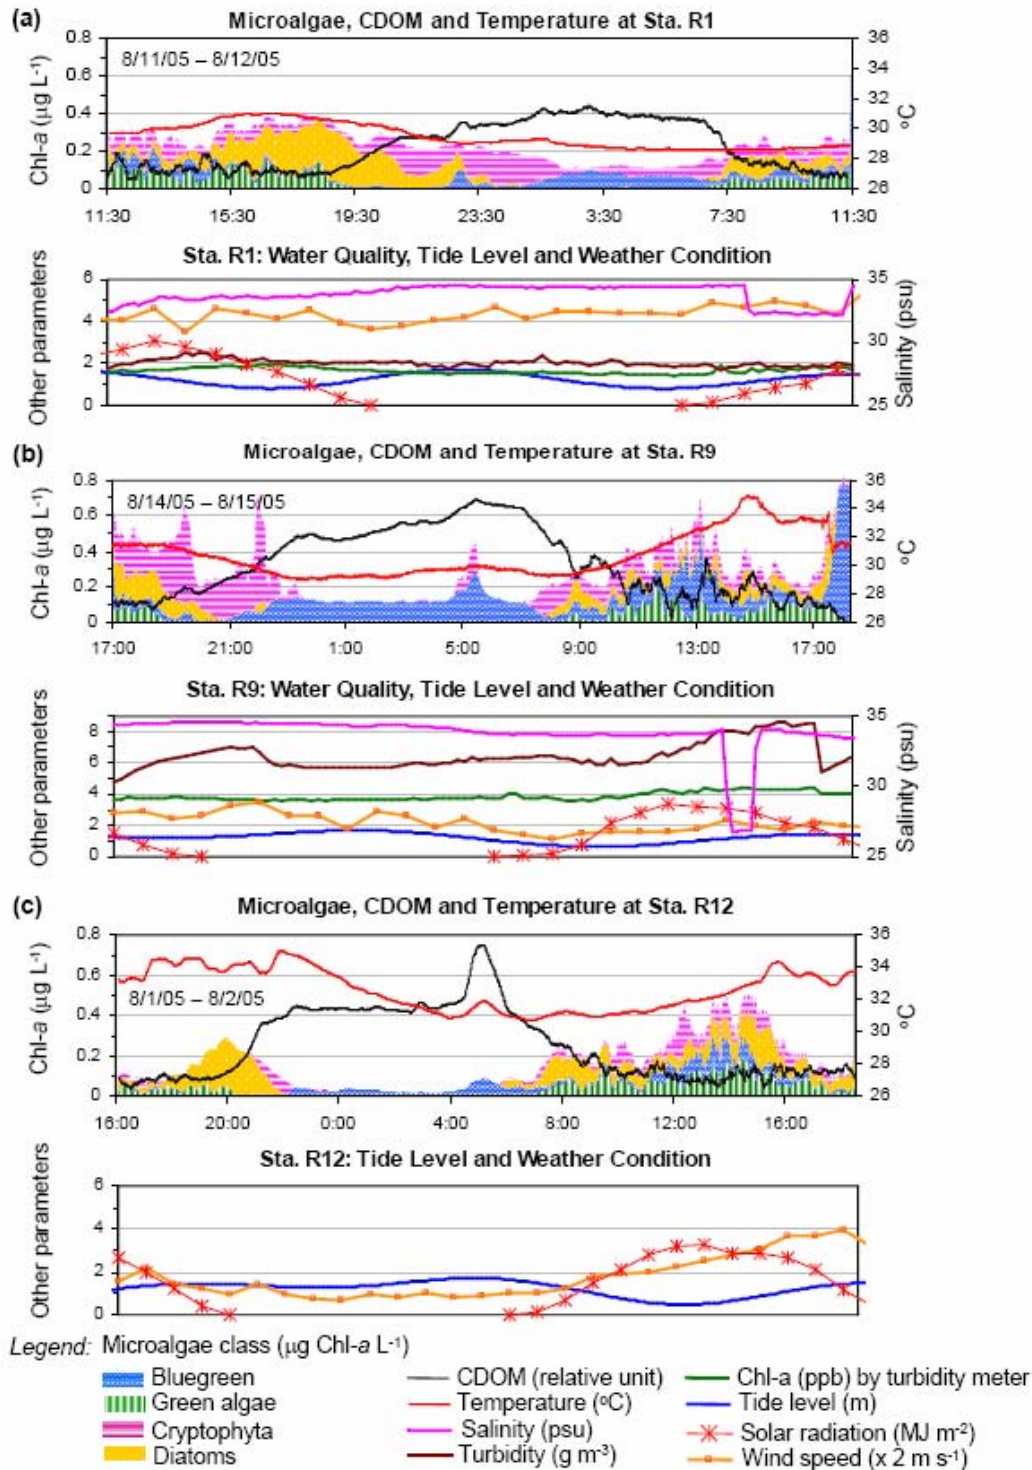 (a)
Microalgae, CDOM and Temperature at Sta. R1
8/11/05 – 8/12/05
Chl-a (µg L-1)
0.8
0.6
0.4
0.2
0
36
34
32
30
28
26
ºC
11:30 15:30 19:30 23:30 3:30 7:30 11:30
Sta. R1: Water Quality, Tide Level and Weather Condition
Other parameters
6
4
2
0
35
30
25
Salinity (psu)
(b)
Microalgae, CDOM and Temperature at Sta. R9
8/14/05 – 8/15/05
Chl-a (µg L-1)
0.8
0.6
0.4
0.2
0
36
34
32
30
28
26
ºC
17:00 21:00 1:00 5:00 9:00 13:00 17:00
Sta. R9: Water Quality, Tide Level and Weather Condition
Other parameters
8
6
4
2
0
35
30
25
Salinity (psu)
(c)
Microalgae, CDOM and Temperature at Sta. R12
8/1/05 – 8/2/05
Chl-a (µg L-1)
0.8
0.6
0.4
0.2
0
36
34
32
30
28
26
ºC
16:00 20:00 0:00 4:00 8:00 12:00 16:00
Sta. R12: Tide Level and Weather Condition
Other parameters
6
4
2
0
Legend: Microalgae class (µg Chl-a L-1)
Bluegreen
Green algae
Cryptophyta
Diatoms
CDOM (relative unit)
Temperature (ºC)
Salinity (psu)
Turbidity (g m-3)
Chl-a (ppb) by turbidity meter
Tide level (m)
Solar radiation (MJ m-2)
Wind speed (x 2 m s-1)